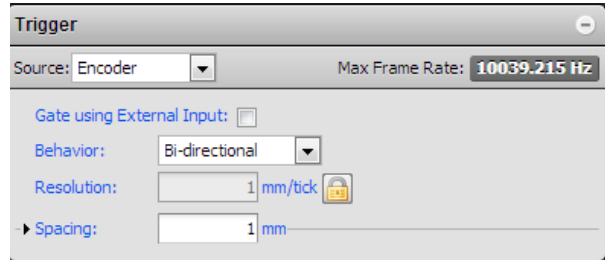 Trigger
Source: Encoder Max Frame Rate: 10039.215 Hz
Gate using External Input:
Behavior: Bi-directional
Resolution: 1 mm/tick
Spacing: 1 mm